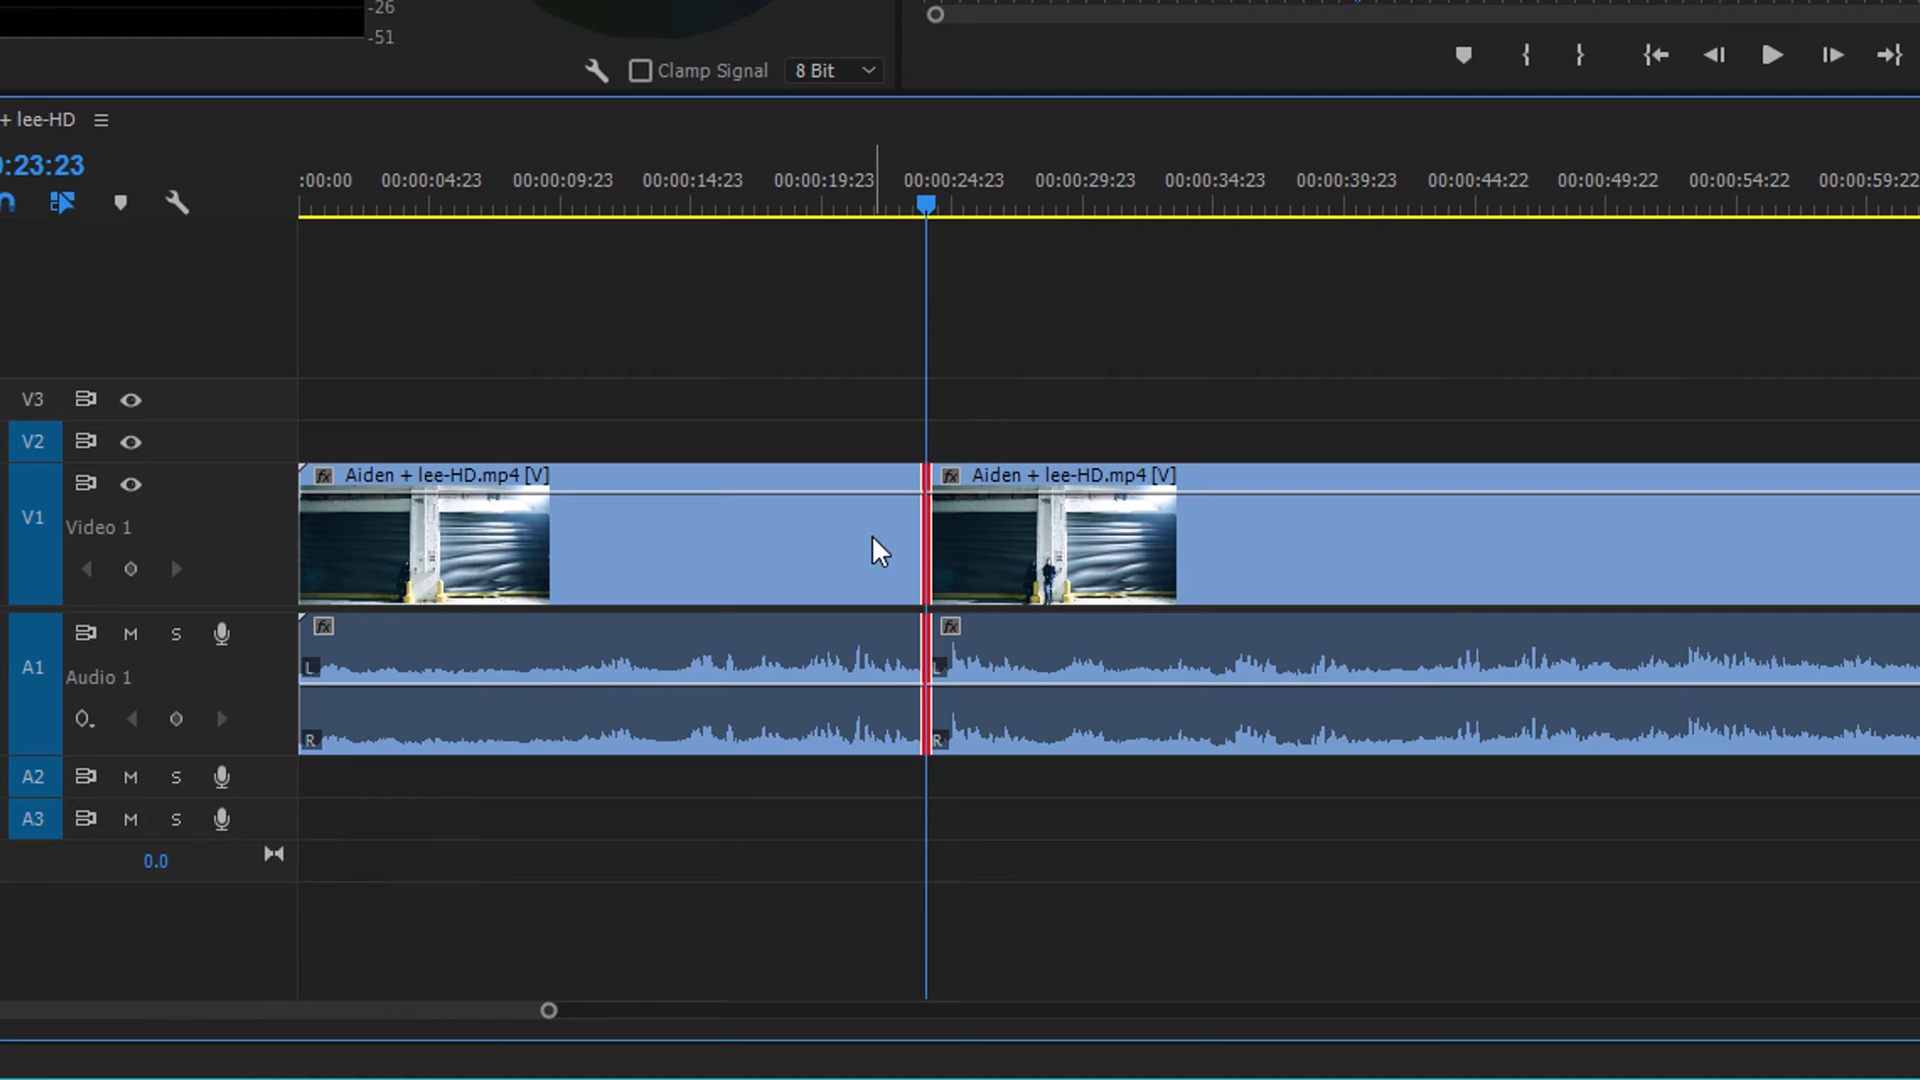 -26
-51
Clamp Signal 8 Bit
+ lee-HD
:23:23
:00:00 00:00:04:23 00:00:09:23 00:00:14:23 00:00:19:23 00:00:24:23 00:00:29:23 00:00:34:23 00:00:39:23 00:00:44:22 00:00:49:22 00:00:54:22 00:00:59:22
V3
V2
fx Aiden + lee-HD.mp4 [V] fx Aiden + lee-HD.mp4 [V]
V1
Video 1
fx fx
M S
A1 L L
Audio 1
R R
A2 M S
A3 M S
0.0